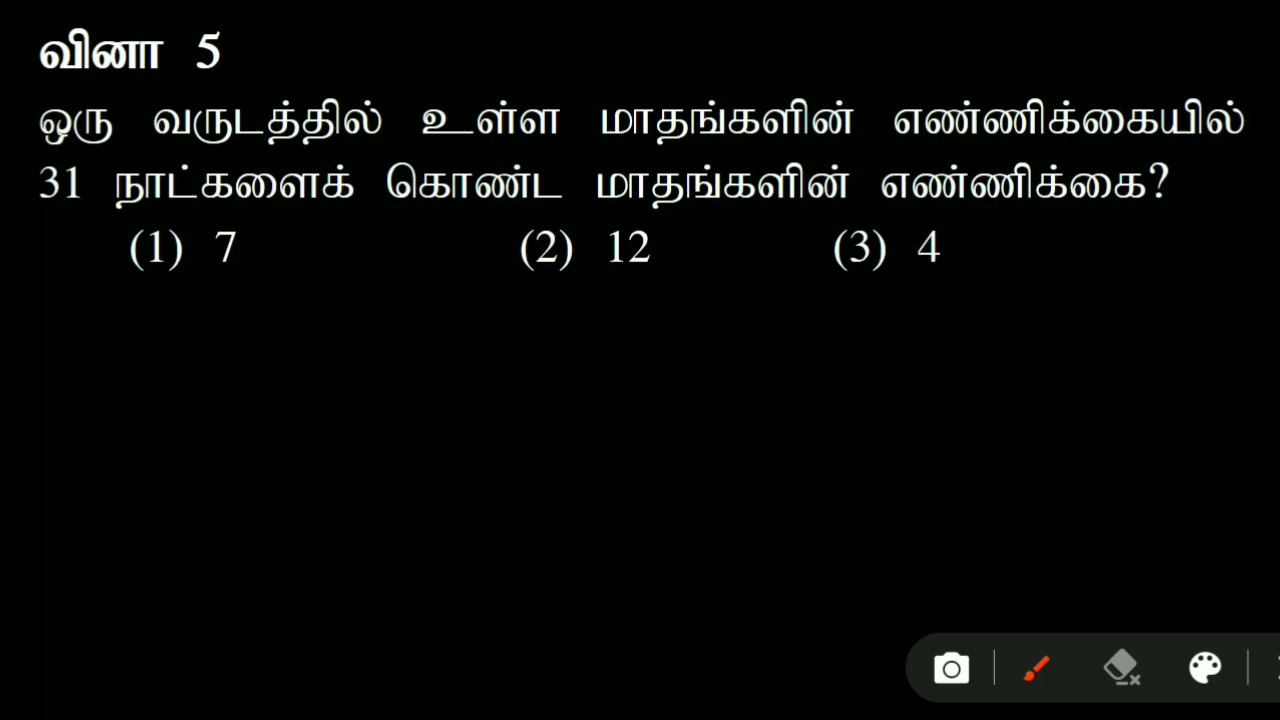 வினா 5
ஒரு வருடத்தில் உள்ள மாதங்களின் எண்ணிக்கையில்
31 நாட்களைக் கொண்ட மாதங்களின் எண்ணிக்கை?
(1) 7 (2) 12 (3) 4